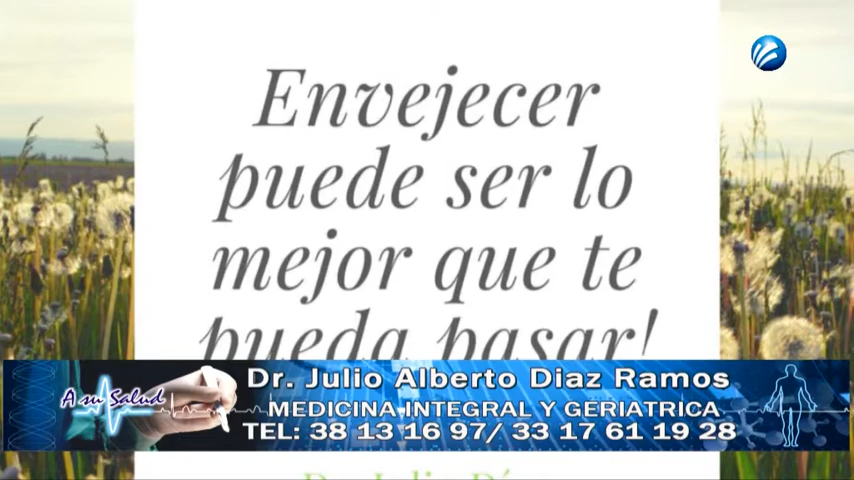 Envejecer
puede ser lo
mejor que te
pueda pasar!
A su Salud
Dr. Julio Alberto Diaz Ramos
MEDICINA INTEGRAL Y GERIATRICA
TEL: 38 13 16 97/ 33 17 61 19 28